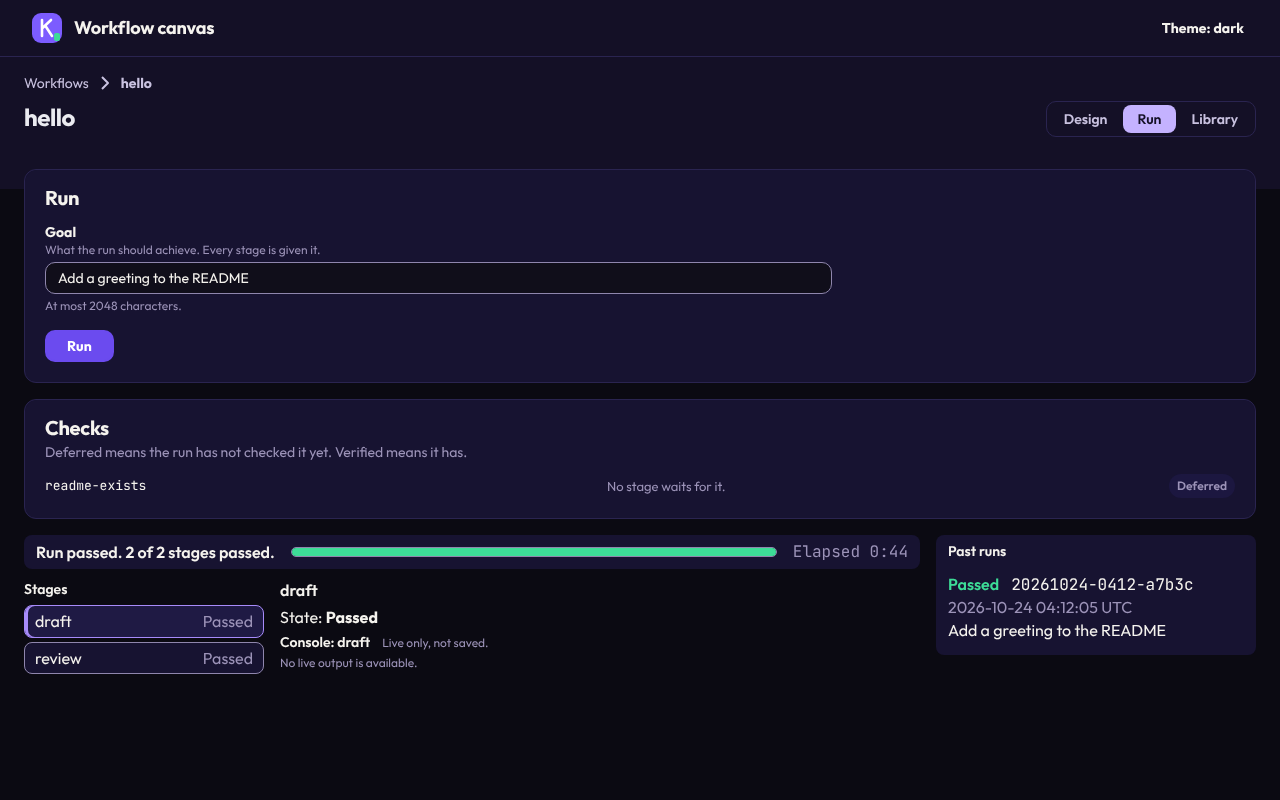 K
Workflow canvas
Theme: dark
Workflows hello
hello
Design Run Library
Run
Goal
What the run should achieve. Every stage is given it.
Add a greeting to the README
At most 2048 characters.
Run
Checks
Deferred means the run has not checked it yet. Verified means it has.
readme-exists No stage waits for it. Deferred
Run passed. 2 of 2 stages passed. Elapsed 0:44
Stages
draft Passed
review Passed
draft
State: Passed
Console: draft Live only, not saved.
No live output is available.
Past runs
Passed 20261024-0412-a7b3c
2026-10-24 04:12:05 UTC
Add a greeting to the README